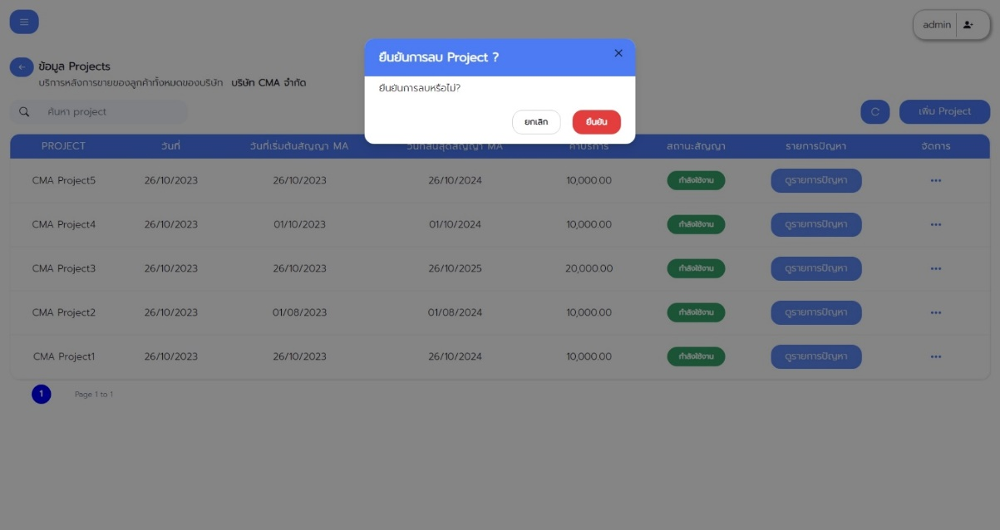 admin
ยืนยันการลบ Project ?
ข้อมูล Projects
บริการหลังการขายของลูกค้าทั้งหมดของบริษัท บริษัท CMA จำกัด
ยืนยันการลบหรือไม่?
ค้นหา project
เพิ่ม Project
ยกเลิก ยืนยัน
PROJECT วันที่ วันที่เริ่มต้นสัญญา MA วันที่สิ้นสุดสัญญา MA ค่าบริการ สถานะสัญญา รายการปัญหา จัดการ
CMA Project5 26/10/2023 26/10/2023 26/10/2024 10,000.00 กำลังใช้งาน ดูรายการปัญหา
CMA Project4 26/10/2023 01/10/2023 01/10/2024 10,000.00 กำลังใช้งาน ดูรายการปัญหา
CMA Project3 26/10/2023 26/10/2023 26/10/2025 20,000.00 กำลังใช้งาน ดูรายการปัญหา
CMA Project2 26/10/2023 01/08/2023 01/08/2024 10,000.00 กำลังใช้งาน ดูรายการปัญหา
CMA Project1 26/10/2023 26/10/2023 26/10/2024 10,000.00 กำลังใช้งาน ดูรายการปัญหา
1 Page 1 to 1